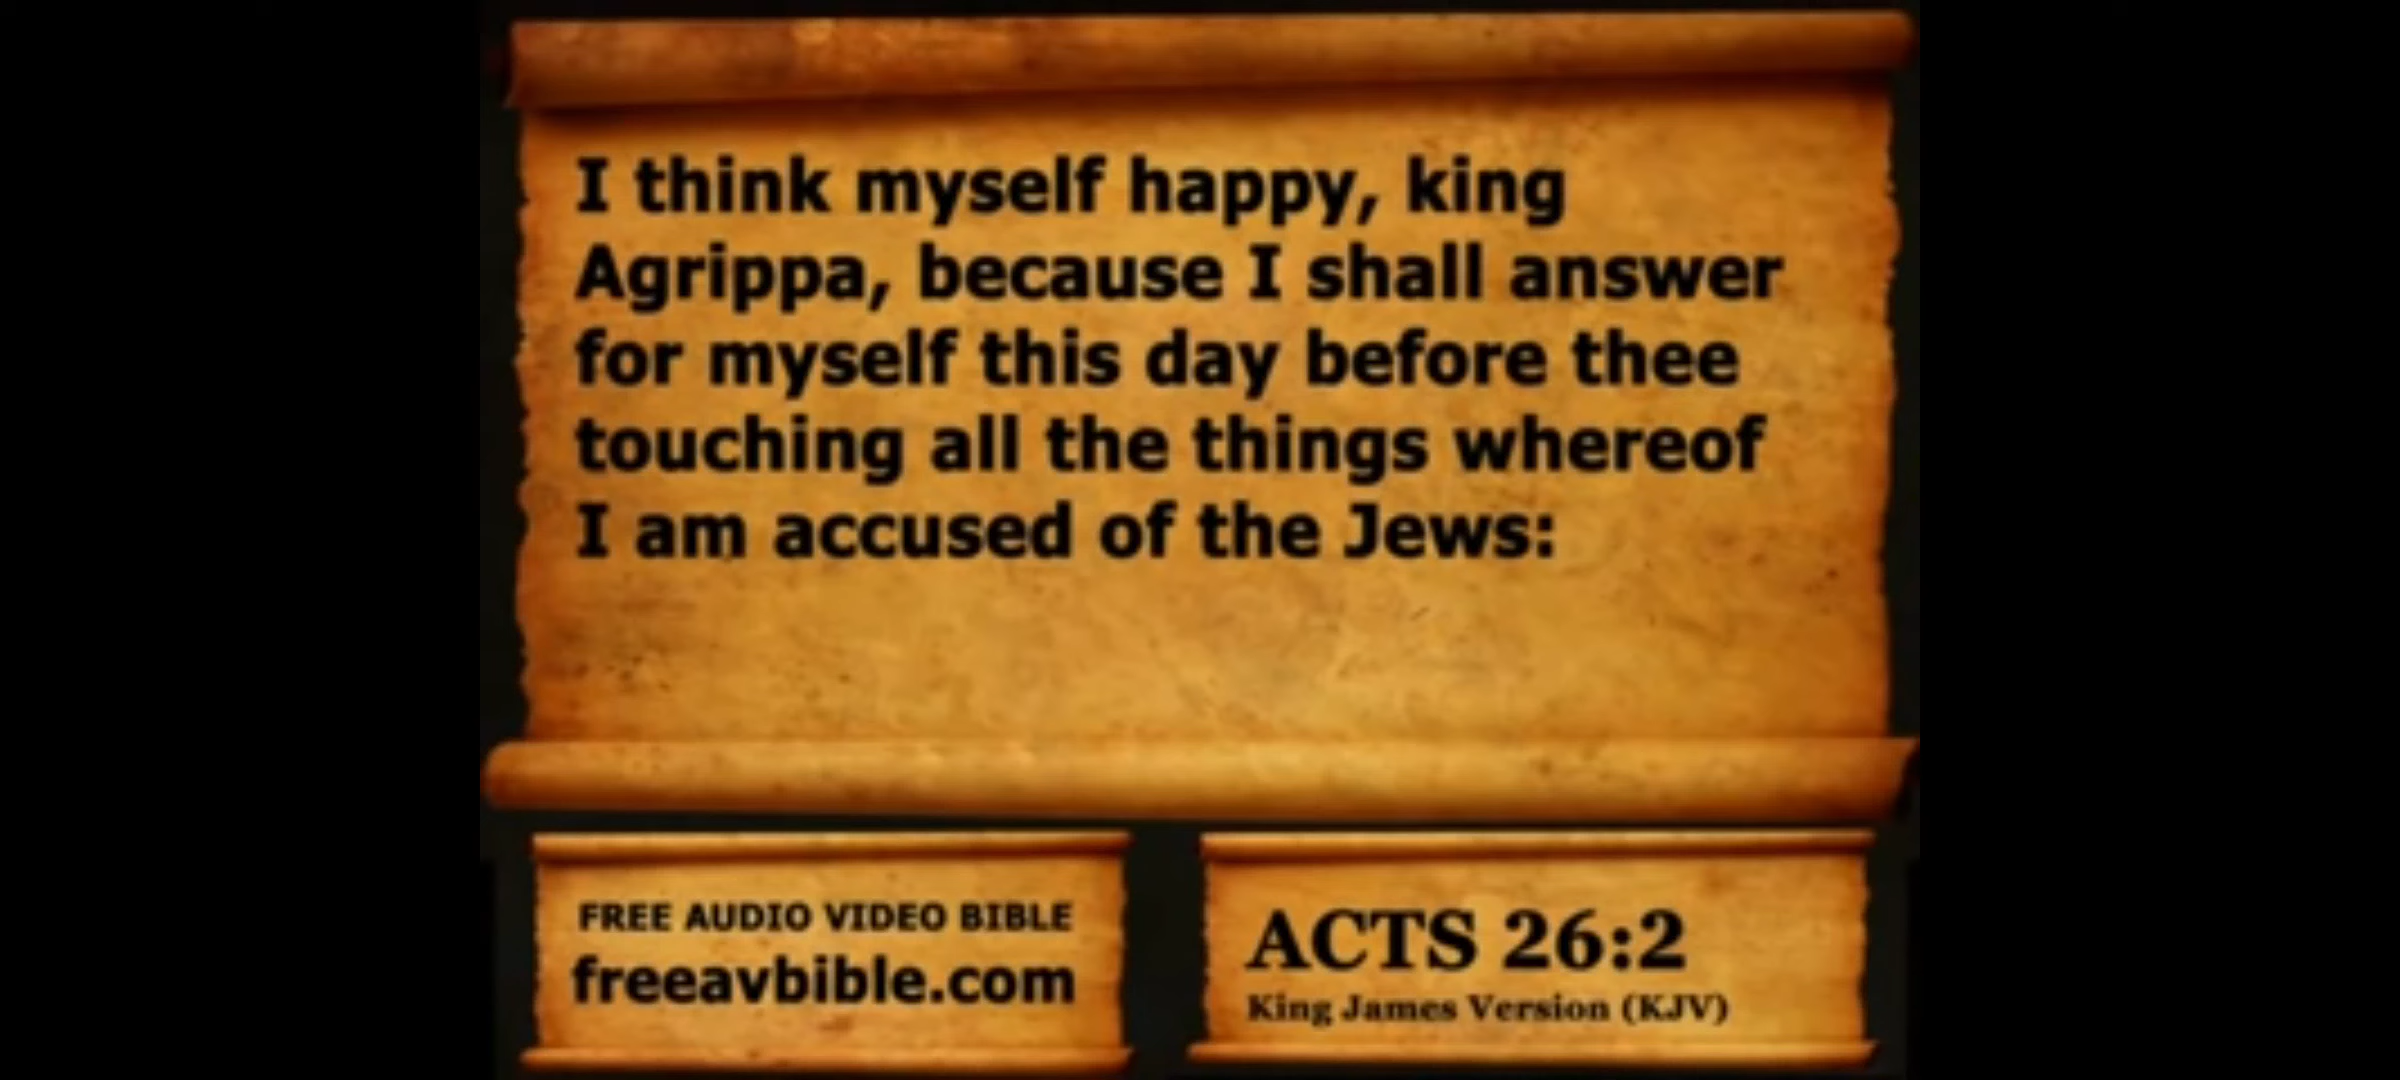 I think myself happy, king
Agrippa, because I shall answer
for myself this day before thee
touching all the things whereof
I am accused of the Jews:
FREE AUDIO VIDEO BIBLE
freeavbible.com
ACTS 26:2
King James Version (KJV)